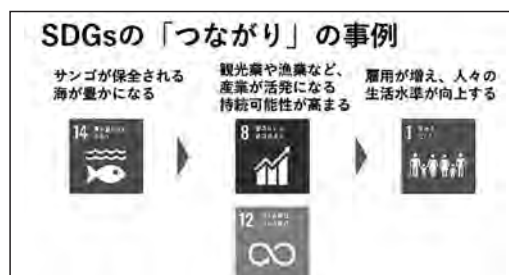 SDGsの「つながり」の事例
サンゴが保全される
海が豊かになる
観光業や漁業など、
産業が活発になる
持続可能性が高まる
雇用が増え、人々の
生活水準が向上する
14
8
1
12